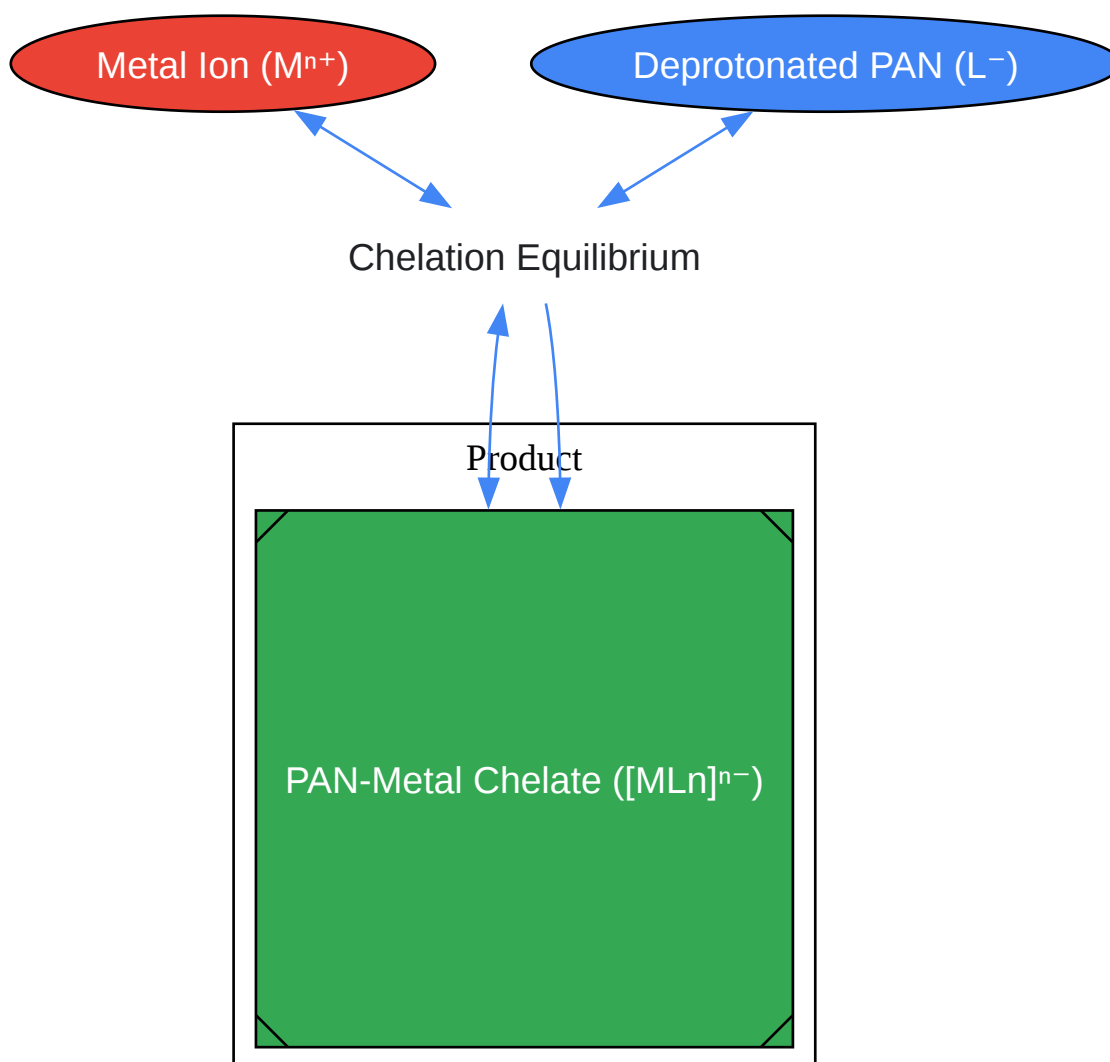 Metal Ion (Mⁿ⁺)
Deprotonated PAN (L⁻)
Chelation Equilibrium
Product
PAN-Metal Chelate ([MLn]ⁿ⁻)